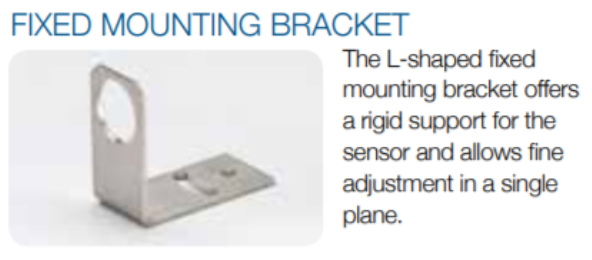 FIXED MOUNTING BRACKET
The L-shaped fixed
mounting bracket offers
a rigid support for the
sensor and allows fine
adjustment in a single
plane.